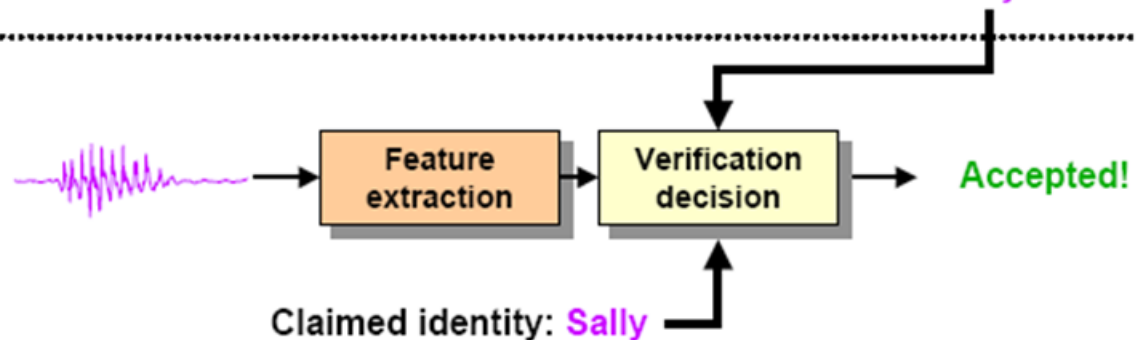 Feature
extraction
Verification
decision
Accepted!
Claimed identity: Sally